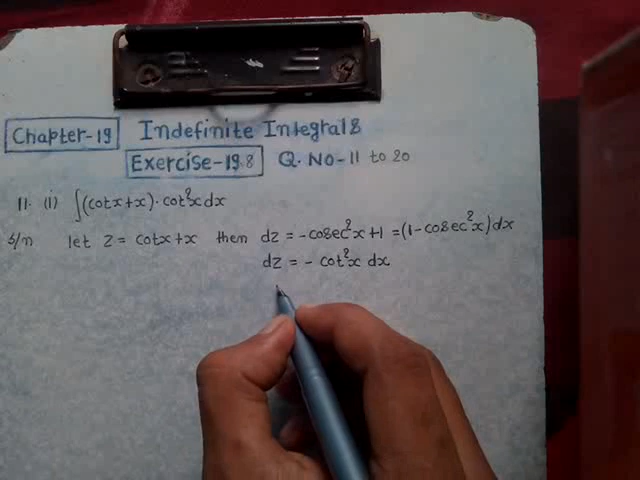 Chapter-19 Indefinite Integrals
Exercise-19.8 Q. NO-11 to 20
11. (i) ∫(cotx+x)·cot²x dx
S/n let z = cotx+x then dz = -cosec²x+1 = (1-cosec²x)dx
dz = - cot²x dx